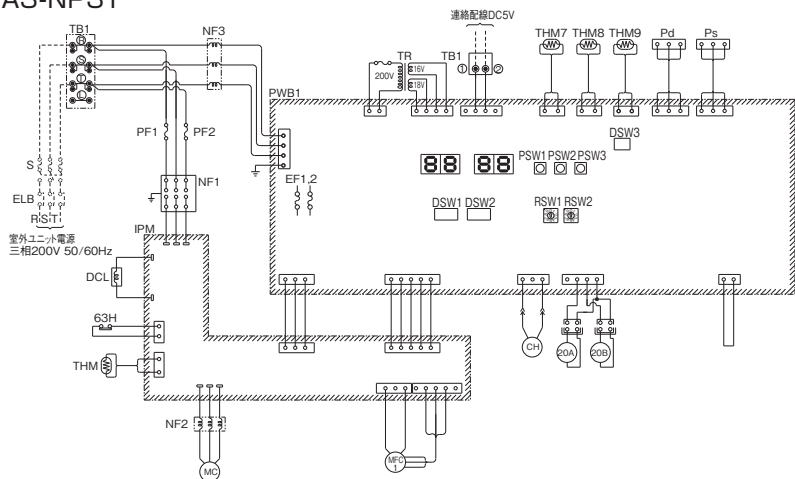 AS-NP51
TB1
R
S
T
L
NF3
連絡配線DC5V
TR
TB1
200V
16V
18V
① ②
THM7 THM8 THM9 Pd Ps
PWB1
PF1 PF2
DSW3
88 88
PSW1 PSW2 PSW3
S
NF1
EF1,2
DSW1 DSW2
RSW1 RSW2
ELB
R S T
室外ユニット電源
三相200V 50/60Hz
IPM
DCL
63H
THM
CH
20A
20B
NF2
MC
MFC
1